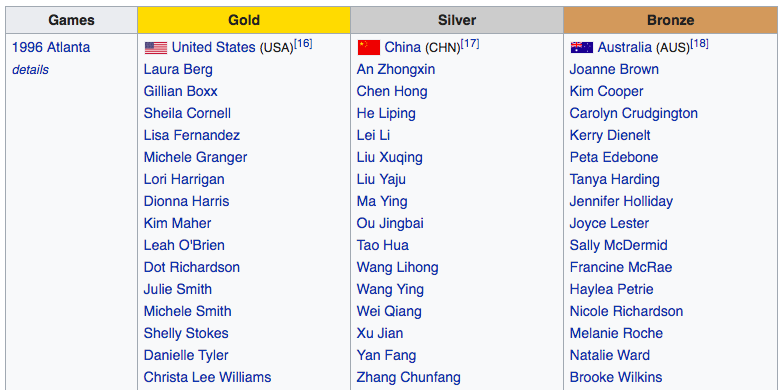 Games Gold Silver Bronze
1996 Atlanta United States (USA)[16] China (CHN)[17] Australia (AUS)[18]
details Laura Berg An Zhongxin Joanne Brown
Gillian Boxx Chen Hong Kim Cooper
Sheila Cornell He Liping Carolyn Crudgington
Lisa Fernandez Lei Li Kerry Dienelt
Michele Granger Liu Xuqing Peta Edebone
Lori Harrigan Liu Yaju Tanya Harding
Dionna Harris Ma Ying Jennifer Holliday
Kim Maher Ou Jingbai Joyce Lester
Leah O'Brien Tao Hua Sally McDermid
Dot Richardson Wang Lihong Francine McRae
Julie Smith Wang Ying Haylea Petrie
Michele Smith Wei Qiang Nicole Richardson
Shelly Stokes Xu Jian Melanie Roche
Danielle Tyler Yan Fang Natalie Ward
Christa Lee Williams Zhang Chunfang Brooke Wilkins